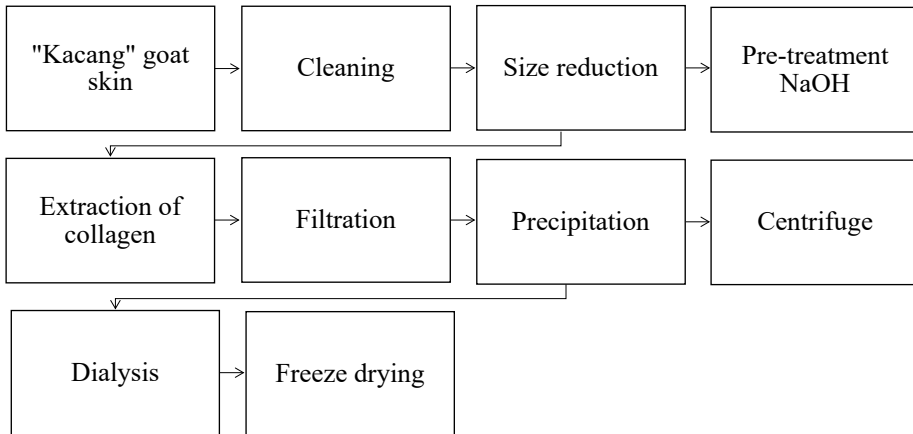 "Kacang" goat
skin
Cleaning
Size reduction
Pre-treatment
NaOH
Extraction of
collagen
Filtration
Precipitation
Centrifuge
Dialysis
Freeze drying